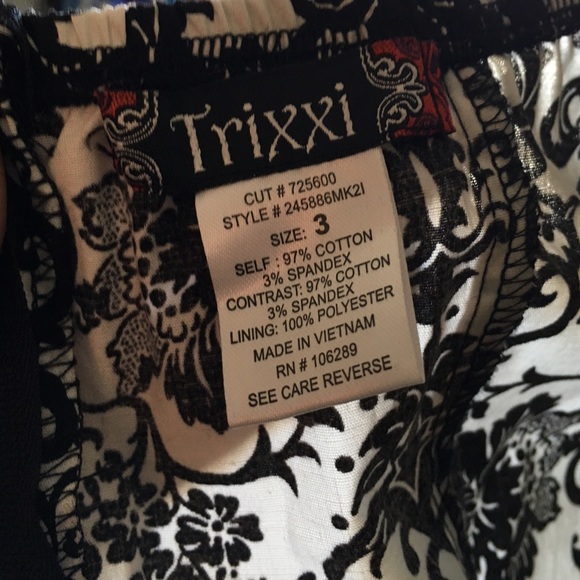 Trixxi
CUT # 725600
STYLE # 245886MK2I
SIZE: 3
SELF : 97% COTTON
3% SPANDEX
CONTRAST: 97% COTTON
3% SPANDEX
LINING: 100% POLYESTER
MADE IN VIETNAM
RN # 106289
SEE CARE REVERSE